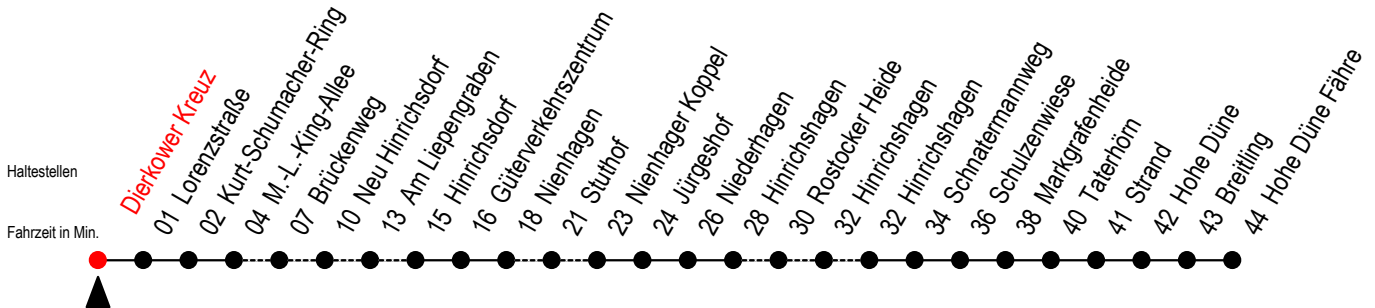 Dierkower Kreuz
01 Lorenzstraße
02 Kurt-Schumacher-Ring
04 M.-L.-King-Allee
07 Brückenweg
10 Neu Hinrichsdorf
13 Am Liepengraben
15 Hinrichsdorf
16 Güterverkehrszentrum
18 Nienhagen
21 Stuthof
23 Nienhager Koppel
24 Jürgeshof
26 Niederhagen
28 Hinrichshagen
30 Rostocker Heide
32 Hinrichshagen
32 Hinrichshagen
34 Schnatermannweg
36 Schulzenwiese
38 Markgrafenheide
40 Taterhörn
41 Strand
42 Hohe Düne
43 Breitling
44 Hohe Düne Fähre
Haltestellen
Fahrzeit in Min.